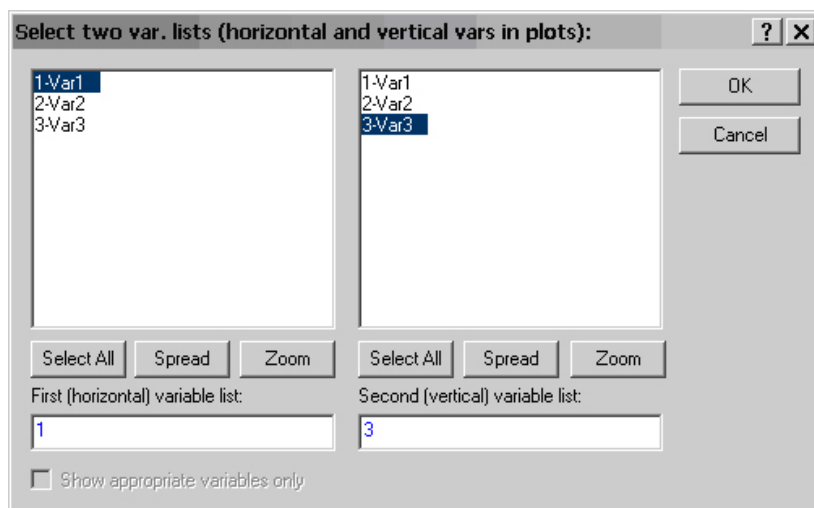 Select two var. lists (horizontal and vertical vars in plots):
? X
1-Var1
2-Var2
3-Var3
1-Var1
2-Var2
3-Var3
OK
Cancel
Select All Spread Zoom
Select All Spread Zoom
First (horizontal) variable list:
Second (vertical) variable list:
1
3
Show appropriate variables only